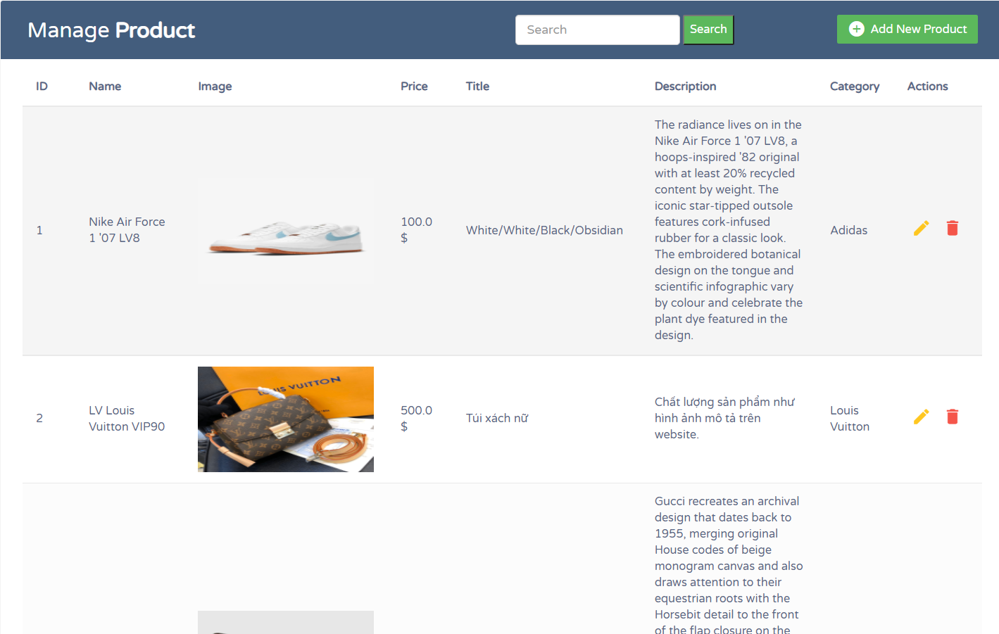 Manage Product
Search
Search
Add New Product
ID Name Image Price Title Description Category Actions
1
Nike Air Force
1 '07 LV8
100.0
$
White/White/Black/Obsidian
The radiance lives on in the
Nike Air Force 1 '07 LV8, a
hoops-inspired '82 original
with at least 20% recycled
content by weight. The
iconic star-tipped outsole
features cork-infused
rubber for a classic look.
The embroidered botanical
design on the tongue and
scientific infographic vary
by colour and celebrate the
plant dye featured in the
design.
Adidas
2
LV Louis
Vuitton VIP90
LOUIS VUITTON
500.0
$
Túi xách nữ
Chất lượng sản phẩm như
hình ảnh mô tả trên
website.
Louis
Vuitton
Gucci recreates an archival
design that dates back to
1955, merging original
House codes of beige
monogram canvas and also
draws attention to their
equestrian roots with the
Horsebit detail to the front
of the flap closure on the